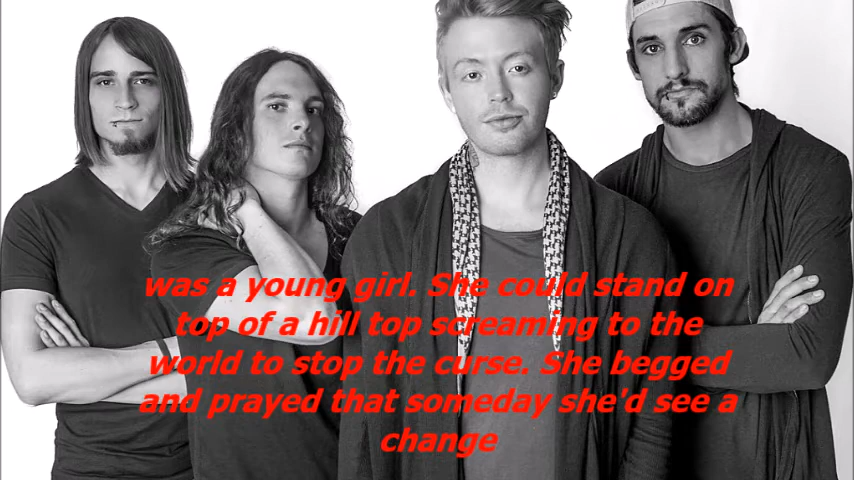 was a young girl. She could stand on
top of a hill top screaming to the
world to stop the curse. She begged
and prayed that someday she'd see a
change